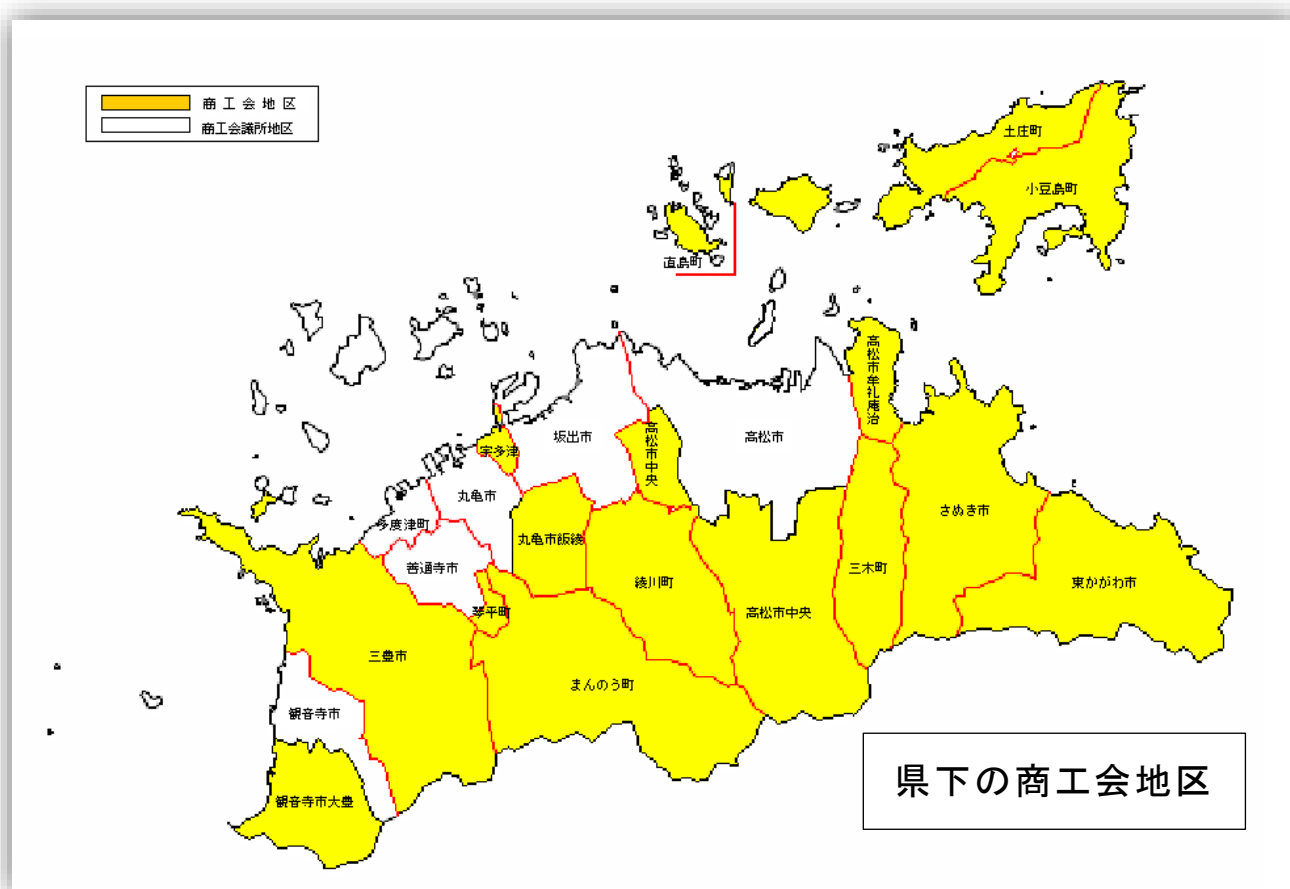 商工会地区
商工会議所地区
土庄町
小豆島町
直島町
高松市牟礼庵治
宇多津
坂出市
高松市中央
高松市
丸亀市
多度津町
善通寺市
丸亀市飯綾
綾川町
三木町
さぬき市
東かがわ市
琴平町
高松市中央
三豊市
まんのう町
観音寺市
観音寺市大豊
県下の商工会地区